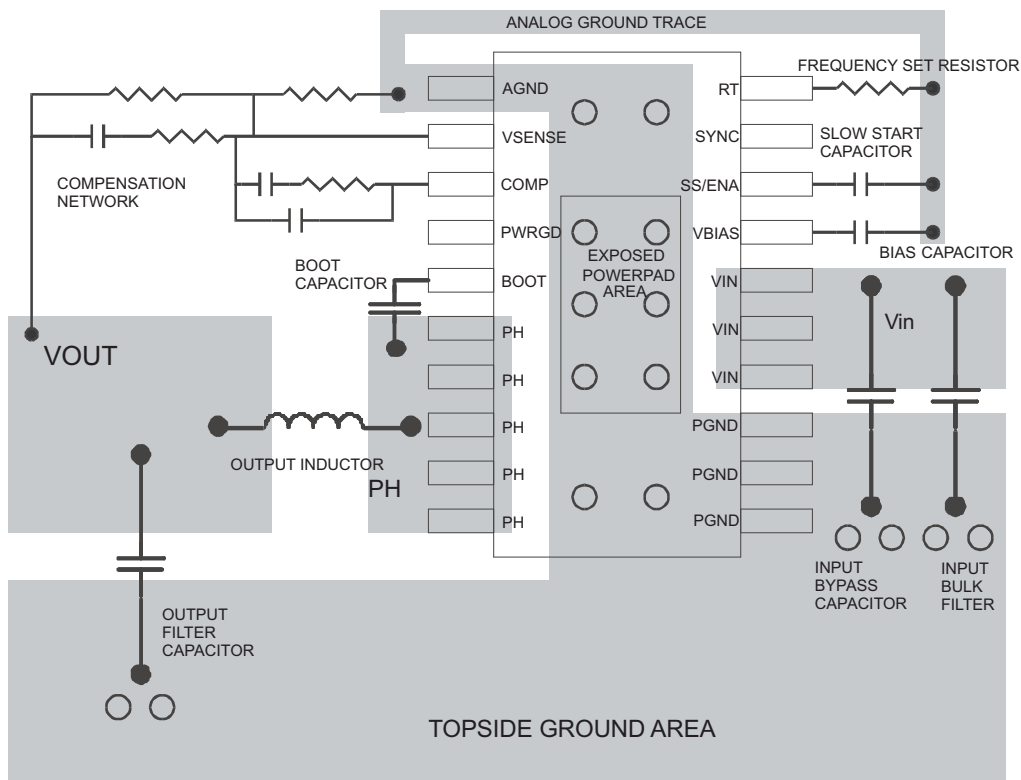 ANALOG GROUND TRACE
FREQUENCY SET RESISTOR
AGND
RT
VSENSE
SYNC
SLOW START
CAPACITOR
COMPENSATION
NETWORK
COMP
SS/ENA
PWRGD
VBIAS
BIAS CAPACITOR
BOOT
CAPACITOR
EXPOSED
POWERPAD
AREA
BOOT
VIN
Vin
VOUT
PH
VIN
PH
VIN
PH
PGND
OUTPUT INDUCTOR
PH
PH
PGND
PH
PGND
INPUT
BYPASS
CAPACITOR
INPUT
BULK
FILTER
OUTPUT
FILTER
CAPACITOR
TOPSIDE GROUND AREA